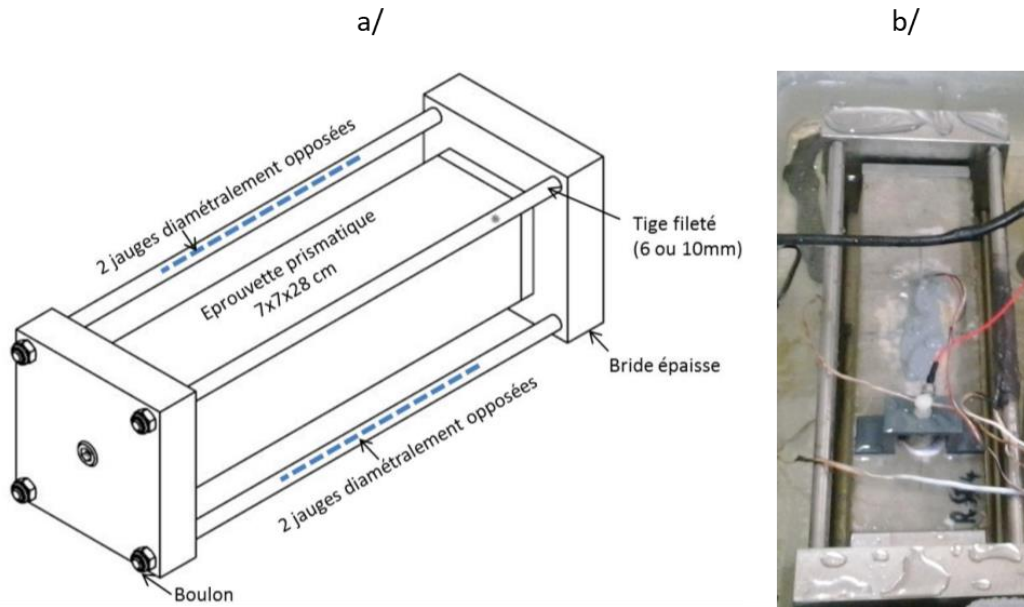 a/
b/
2 jauges diamétralement opposées
Eprouvette prismatique
7x7x28 cm
Tige fileté
(6 ou 10mm)
Bride épaisse
2 jauges diamétralement opposées
Boulon